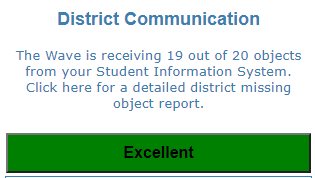 District Communication
The Wave is receiving 19 out of 20 objects
from your Student Information System.
Click here for a detailed district missing
object report.
Excellent